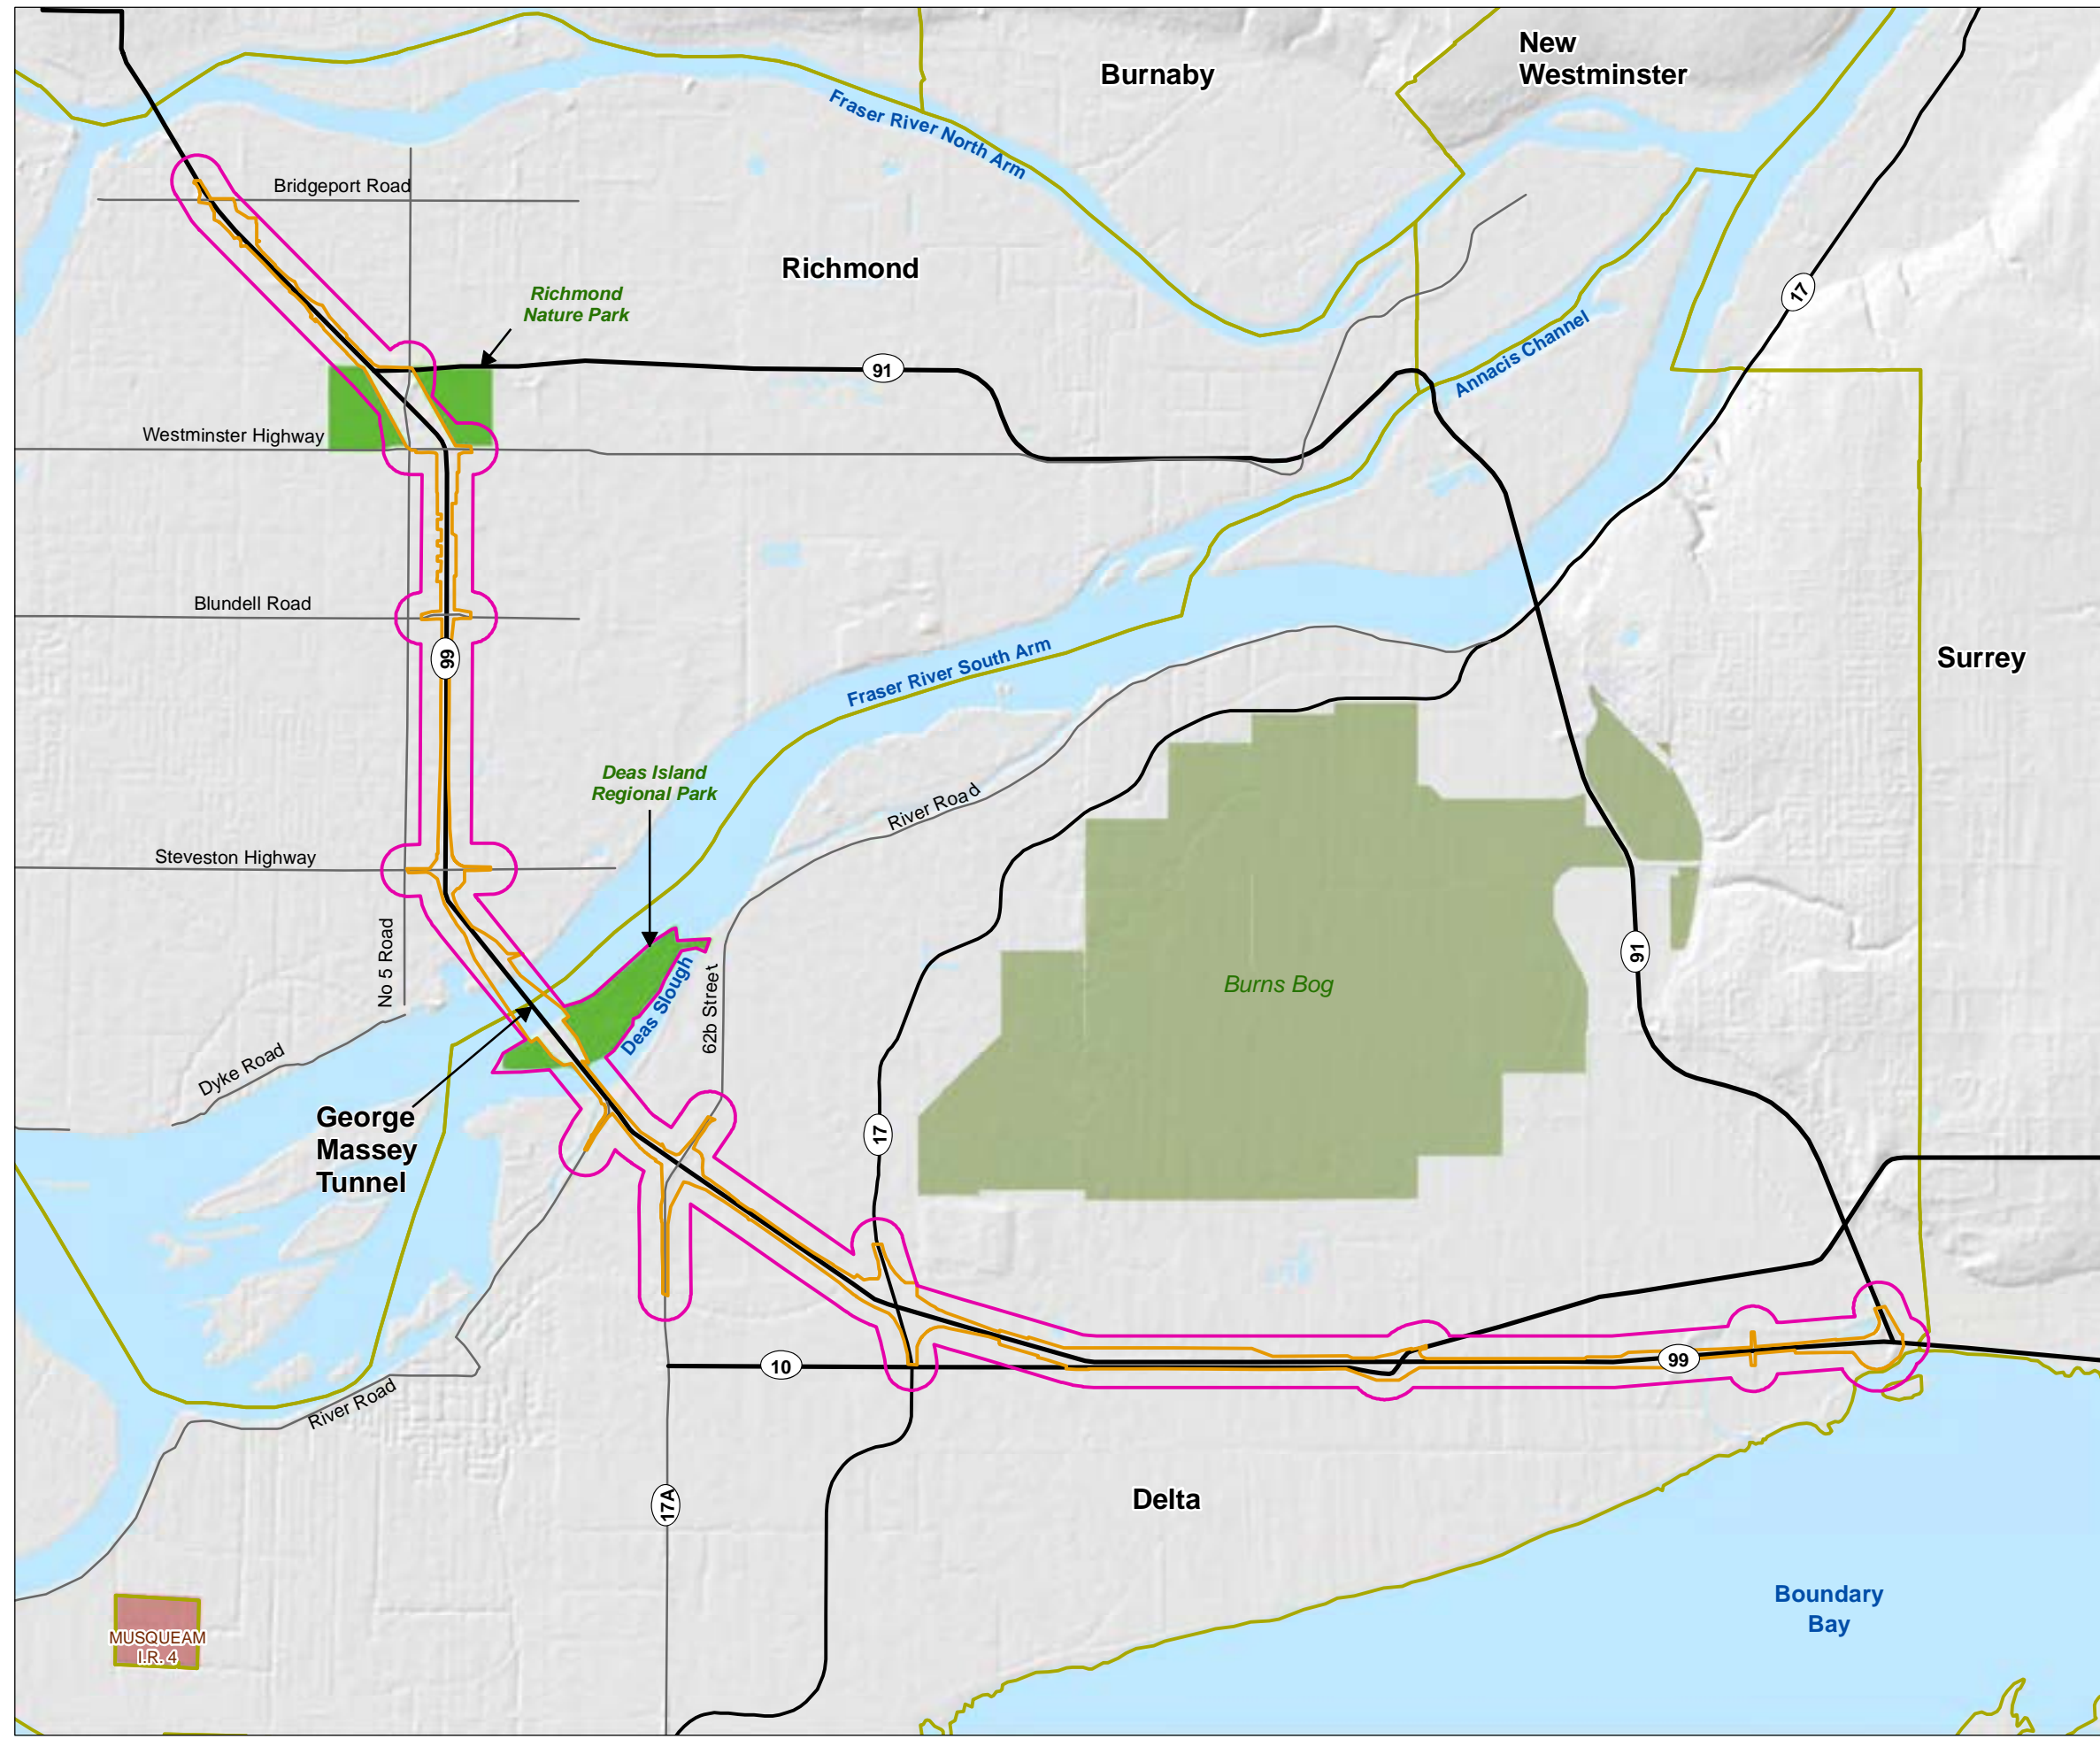 New
Westminster
Burnaby
Fraser River North Arm
Bridgeport Road
Richmond
Richmond
Nature Park
17
Annacis Channel
91
Westminster Highway
Blundell Road
99
Fraser River South Arm
Surrey
Deas Island
Regional Park
River Road
Steveston Highway
No 5 Road
Deas Slough
62b Street
91
Burns Bog
Dyke Road
George
Massey
Tunnel
17
10
99
River Road
17A
Delta
Boundary
Bay
MUSQUEAM
I.R. 4